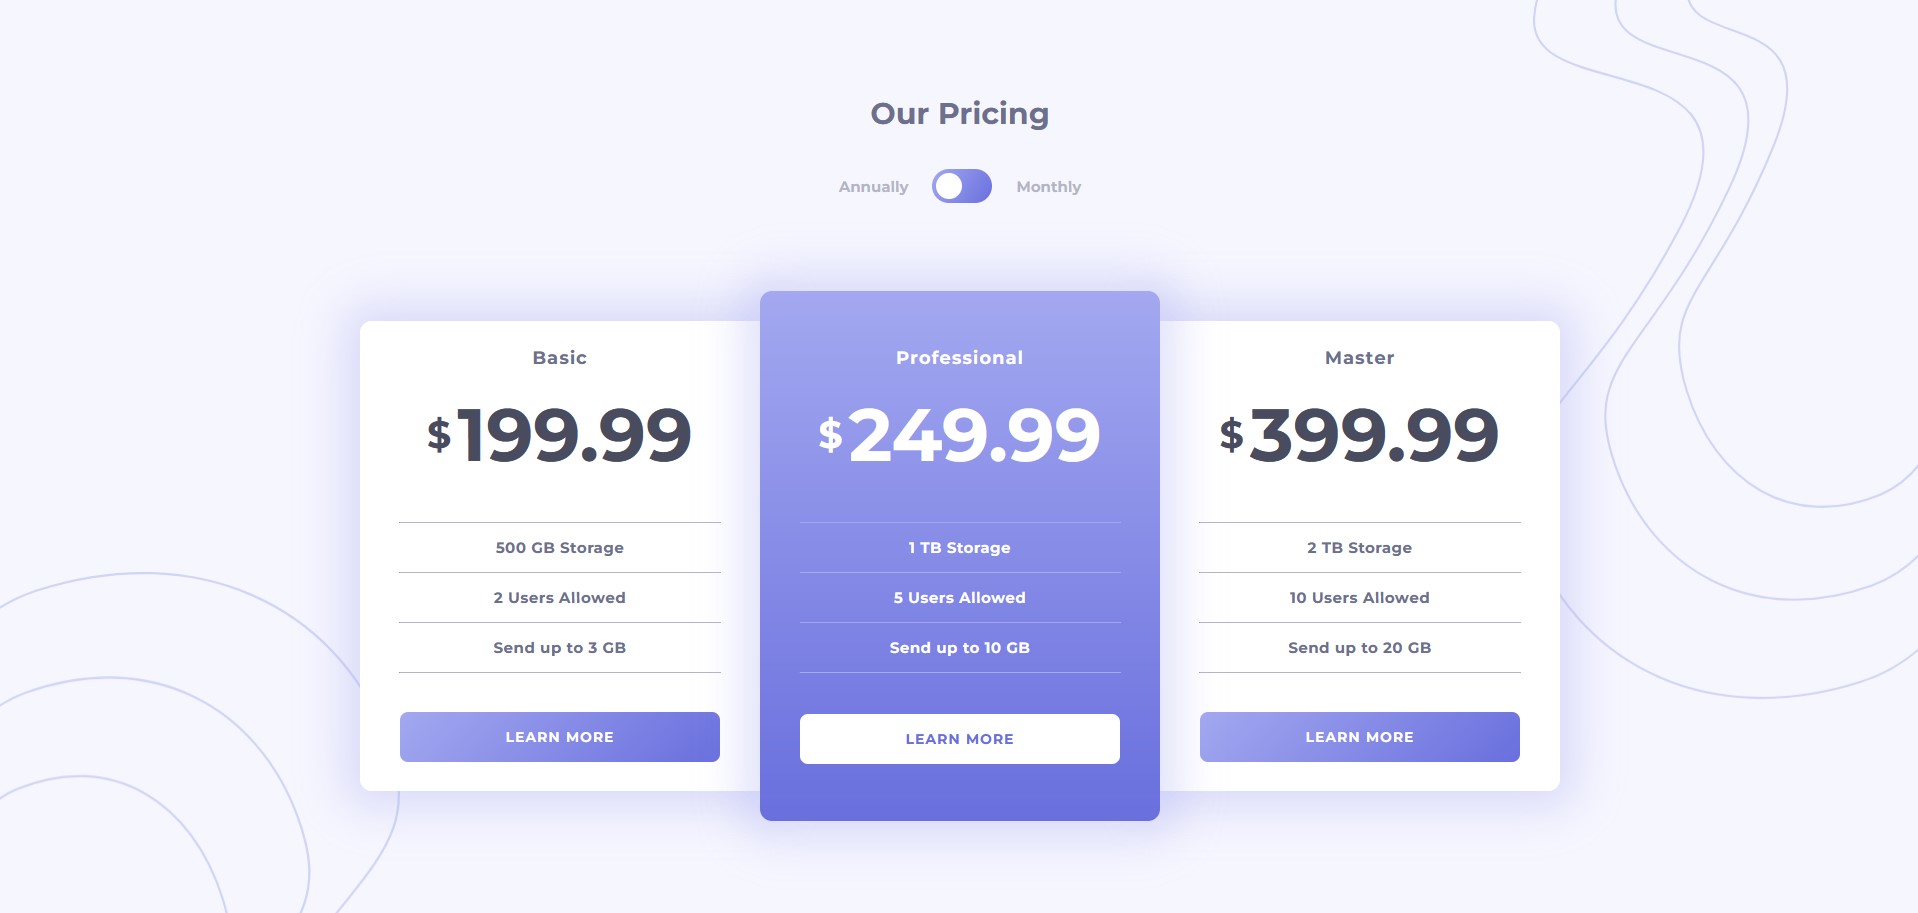 Our Pricing
Annually Monthly
Basic
$199.99
500 GB Storage
2 Users Allowed
Send up to 3 GB
LEARN MORE
Professional
$249.99
1 TB Storage
5 Users Allowed
Send up to 10 GB
LEARN MORE
Master
$399.99
2 TB Storage
10 Users Allowed
Send up to 20 GB
LEARN MORE